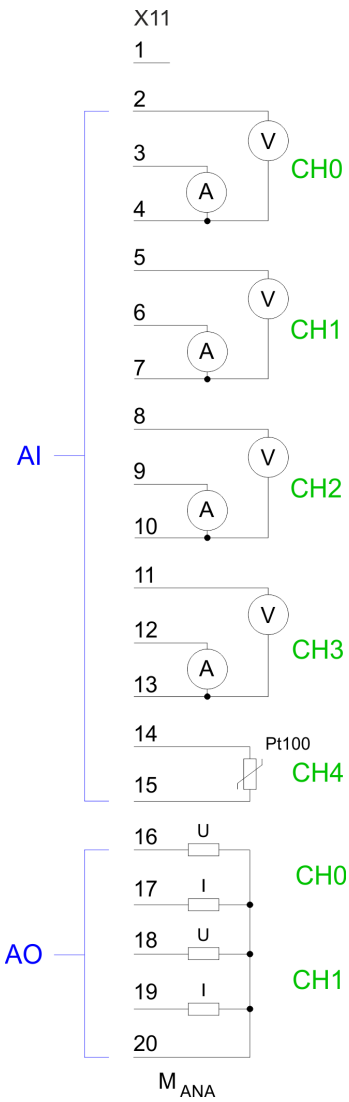 X11
1
2
V
3
CH0
A
4
5
V
6
CH1
A
7
8
V
AI
9
CH2
A
10
11
V
12
CH3
A
13
14
Pt100
CH4
15
16 U
CH0
17 I
18 U
AO
CH1
19 I
20
M ANA